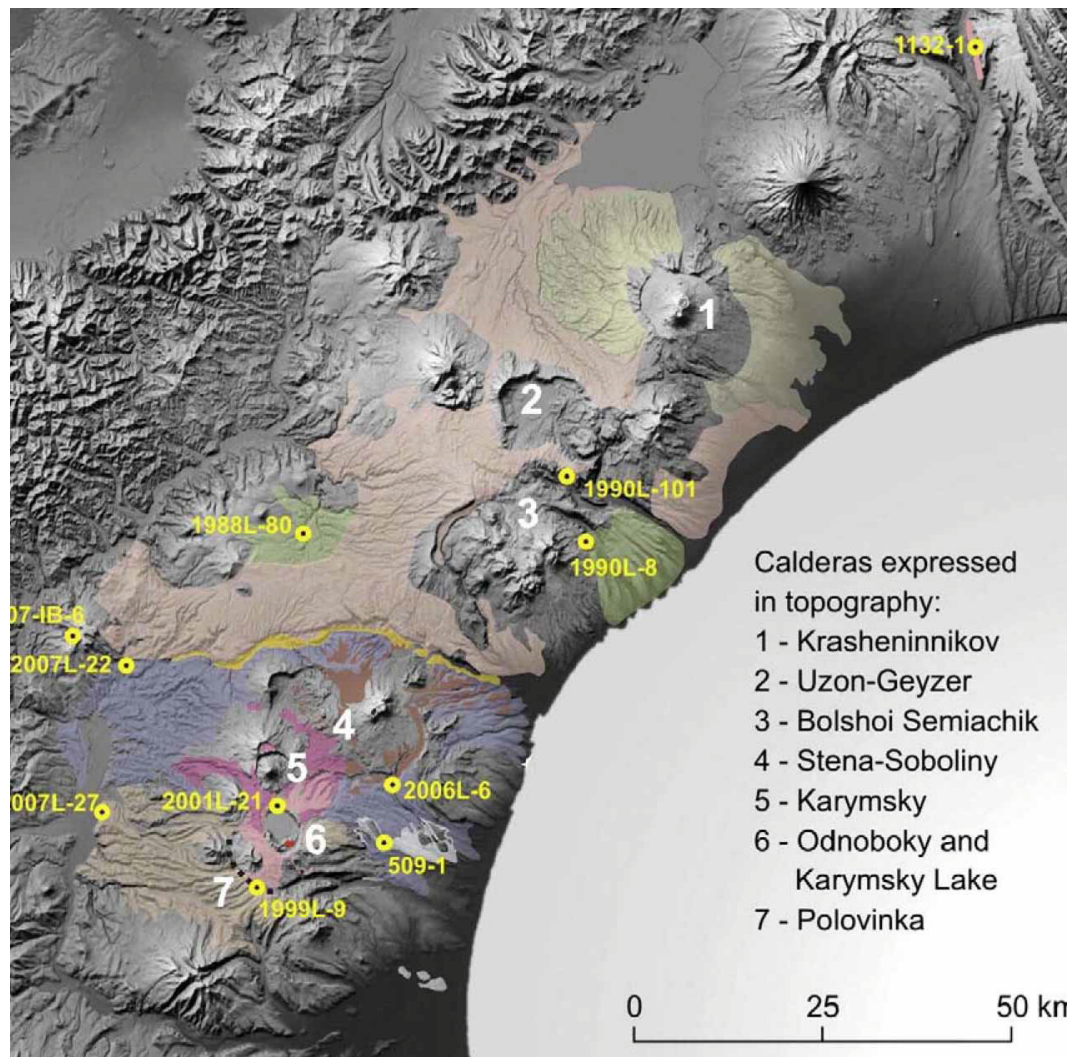 1132-1
1
2
1990L-101
3
1988L-80
1990L-8
07-IB-6
2007L-22
4
5
2006L-6
2007L-27
2001L-21
6
509-1
7
1999L-9
Calderas expressed
in topography:
1 - Krasheninnikov
2 - Uzon-Geyzer
3 - Bolshoi Semiachik
4 - Stena-Soboliny
5 - Karymsky
6 - Odnoboky and
Karymsky Lake
7 - Polovinka
0 25 50 km